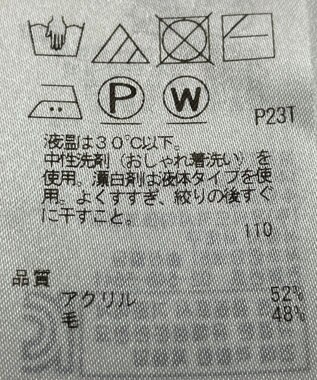 P W
P23T
液温は30℃以下。
中性洗剤(おしゃれ着洗い)を
使用。漂白剤は液体タイプを使
用。よくすすぎ、絞りの後すぐ
に干すこと。
110
品質
アクリル 52%
毛 48%